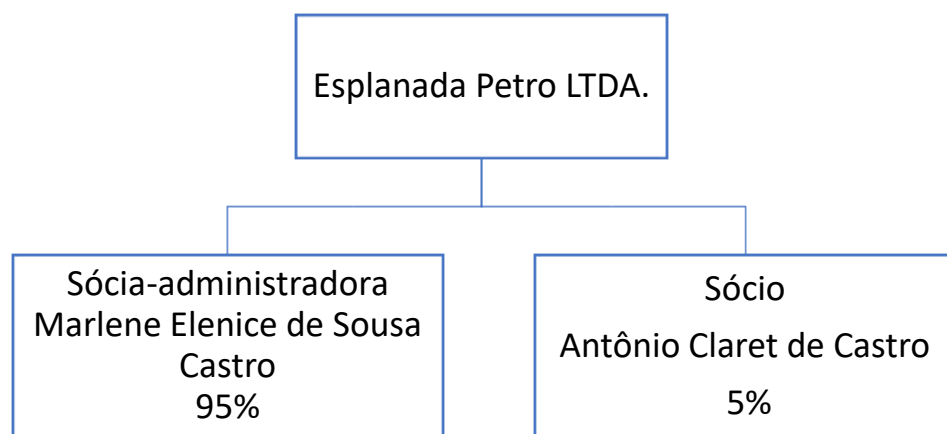 Esplanada Petro LTDA.
Sócia-administradora
Marlene Elenice de Sousa
Castro
95%
Sócio
Antônio Claret de Castro
5%